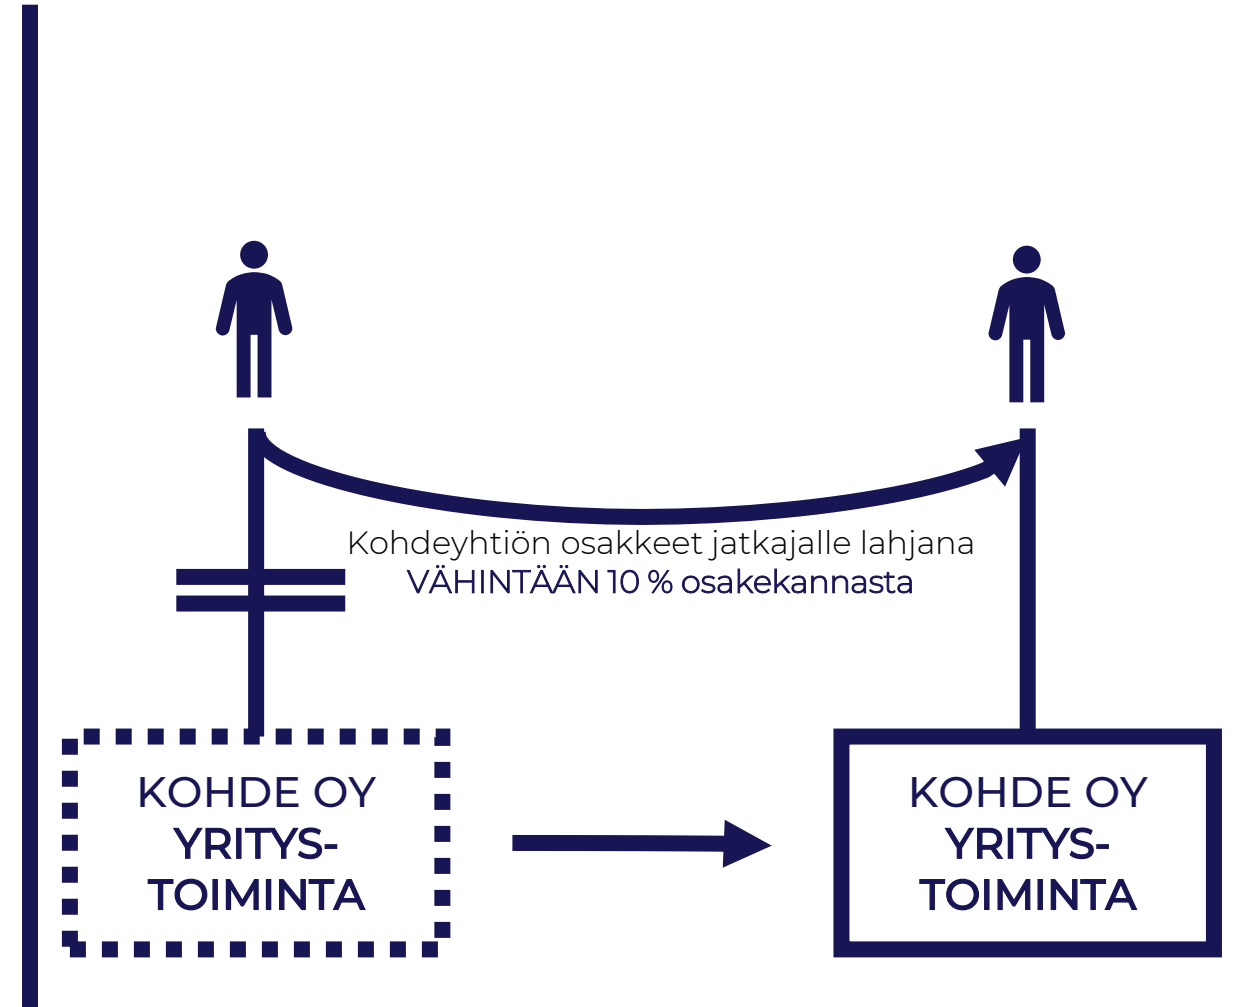 Kohdeyhtiön osakkeet jatkajalle lahjana
VÄHINTÄÄN 10 % osakekannasta
KOHDE OY
YRITYS-
TOIMINTA
KOHDE OY
YRITYS-
TOIMINTA